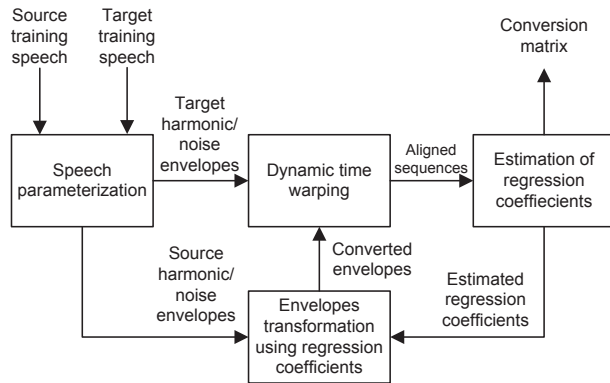 Source
training
speech
Target
training
speech
Conversion
matrix
Target
harmonic/
noise
envelopes
Speech
parameterization
Dynamic time
warping
Aligned
sequences
Estimation of
regression
coeffiecients
Source
harmonic/
noise
envelopes
Converted
envelopes
Estimated
regression
coefficients
Envelopes
transformation
using regression
coefficients